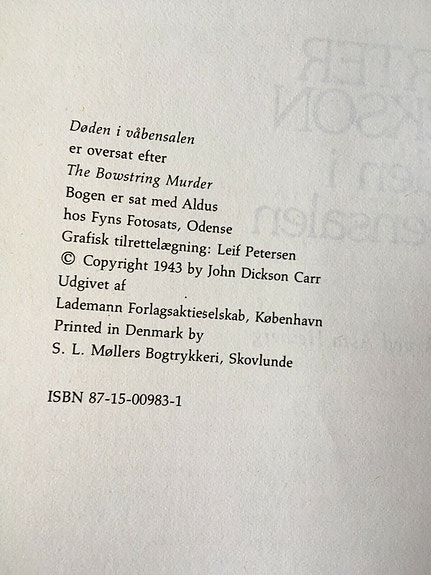 Døden i våbensalen
er oversat efter
The Bowstring Murder
Bogen er sat med Aldus
hos Fyns Fotosats, Odense
Grafisk tilrettelægning: Leif Petersen
© Copyright 1943 by John Dickson Carr
Udgivet af
Lademann Forlagsaktieselskab, København
Printed in Denmark by
S. L. Møllers Bogtrykkeri, Skovlunde
ISBN 87-15-00983-1